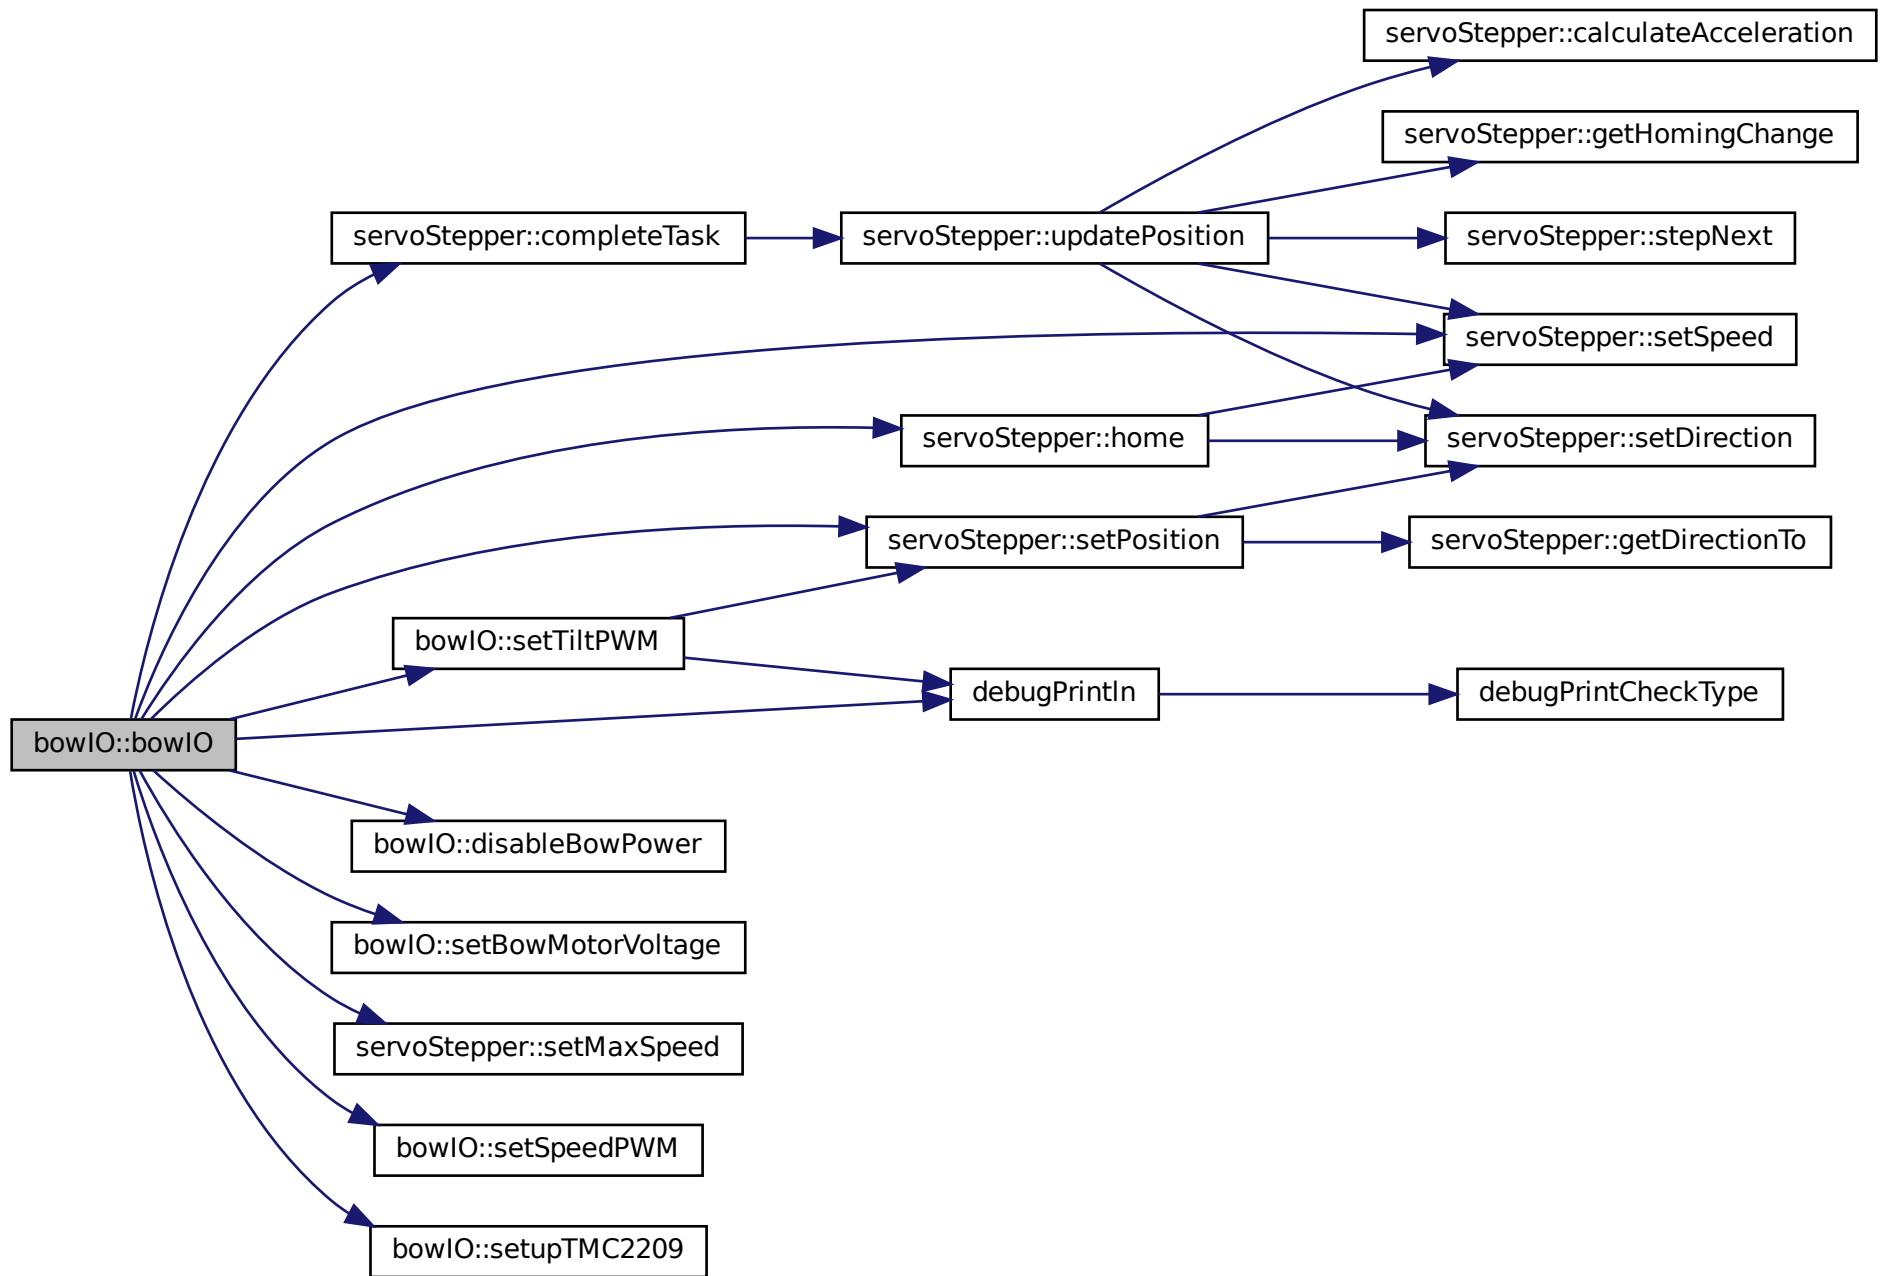 servoStepper::calculateAcceleration
servoStepper::getHomingChange
servoStepper::completeTask
servoStepper::updatePosition
servoStepper::stepNext
servoStepper::setSpeed
servoStepper::home
servoStepper::setDirection
servoStepper::setPosition
servoStepper::getDirectionTo
bowIO::setTiltPWM
debugPrintln
debugPrintCheckType
bowIO::bowIO
bowIO::disableBowPower
bowIO::setBowMotorVoltage
servoStepper::setMaxSpeed
bowIO::setSpeedPWM
bowIO::setupTMC2209